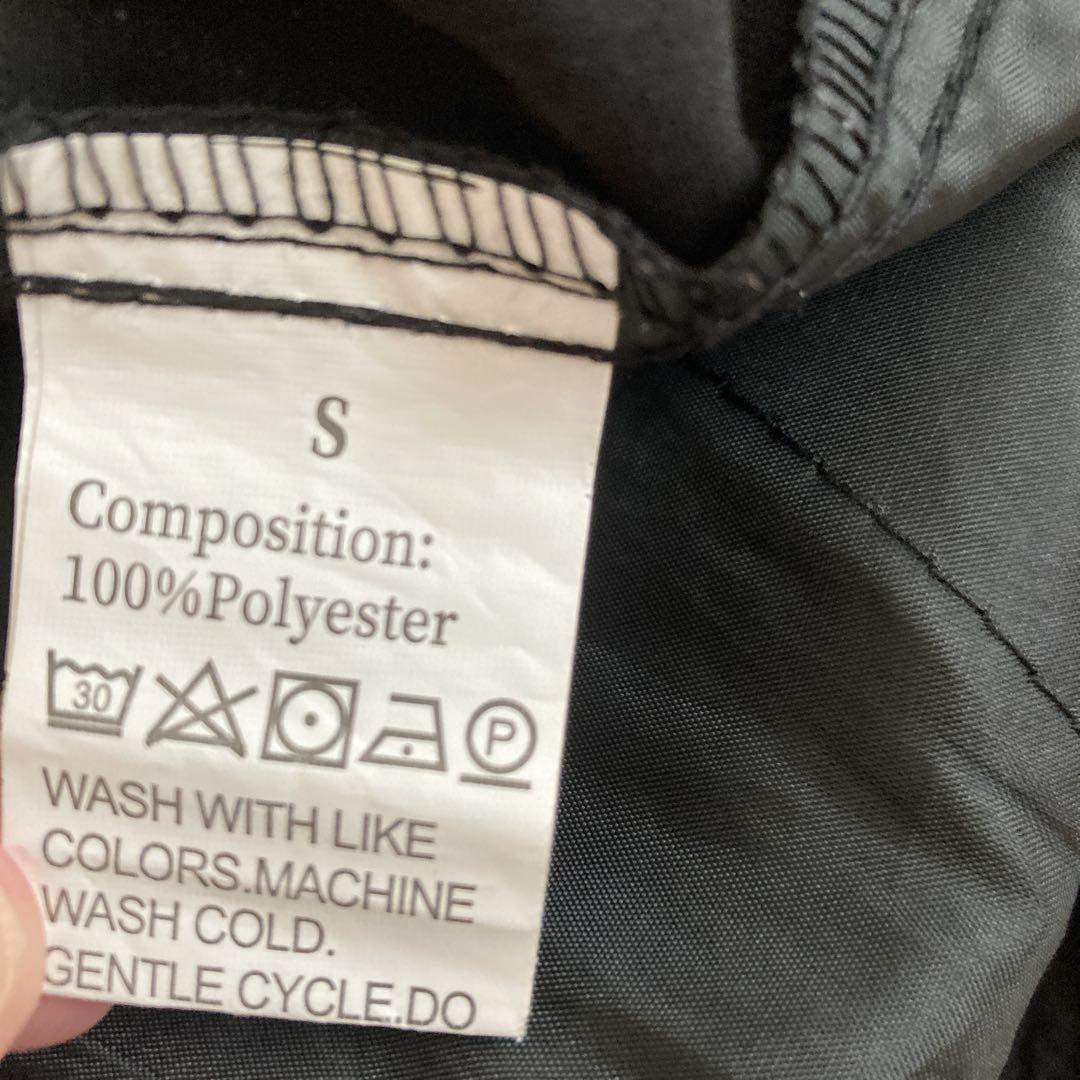 S
Composition:
100%Polyester
30 P
WASH WITH LIKE
COLORS.MACHINE
WASH COLD.
GENTLE CYCLE.DO